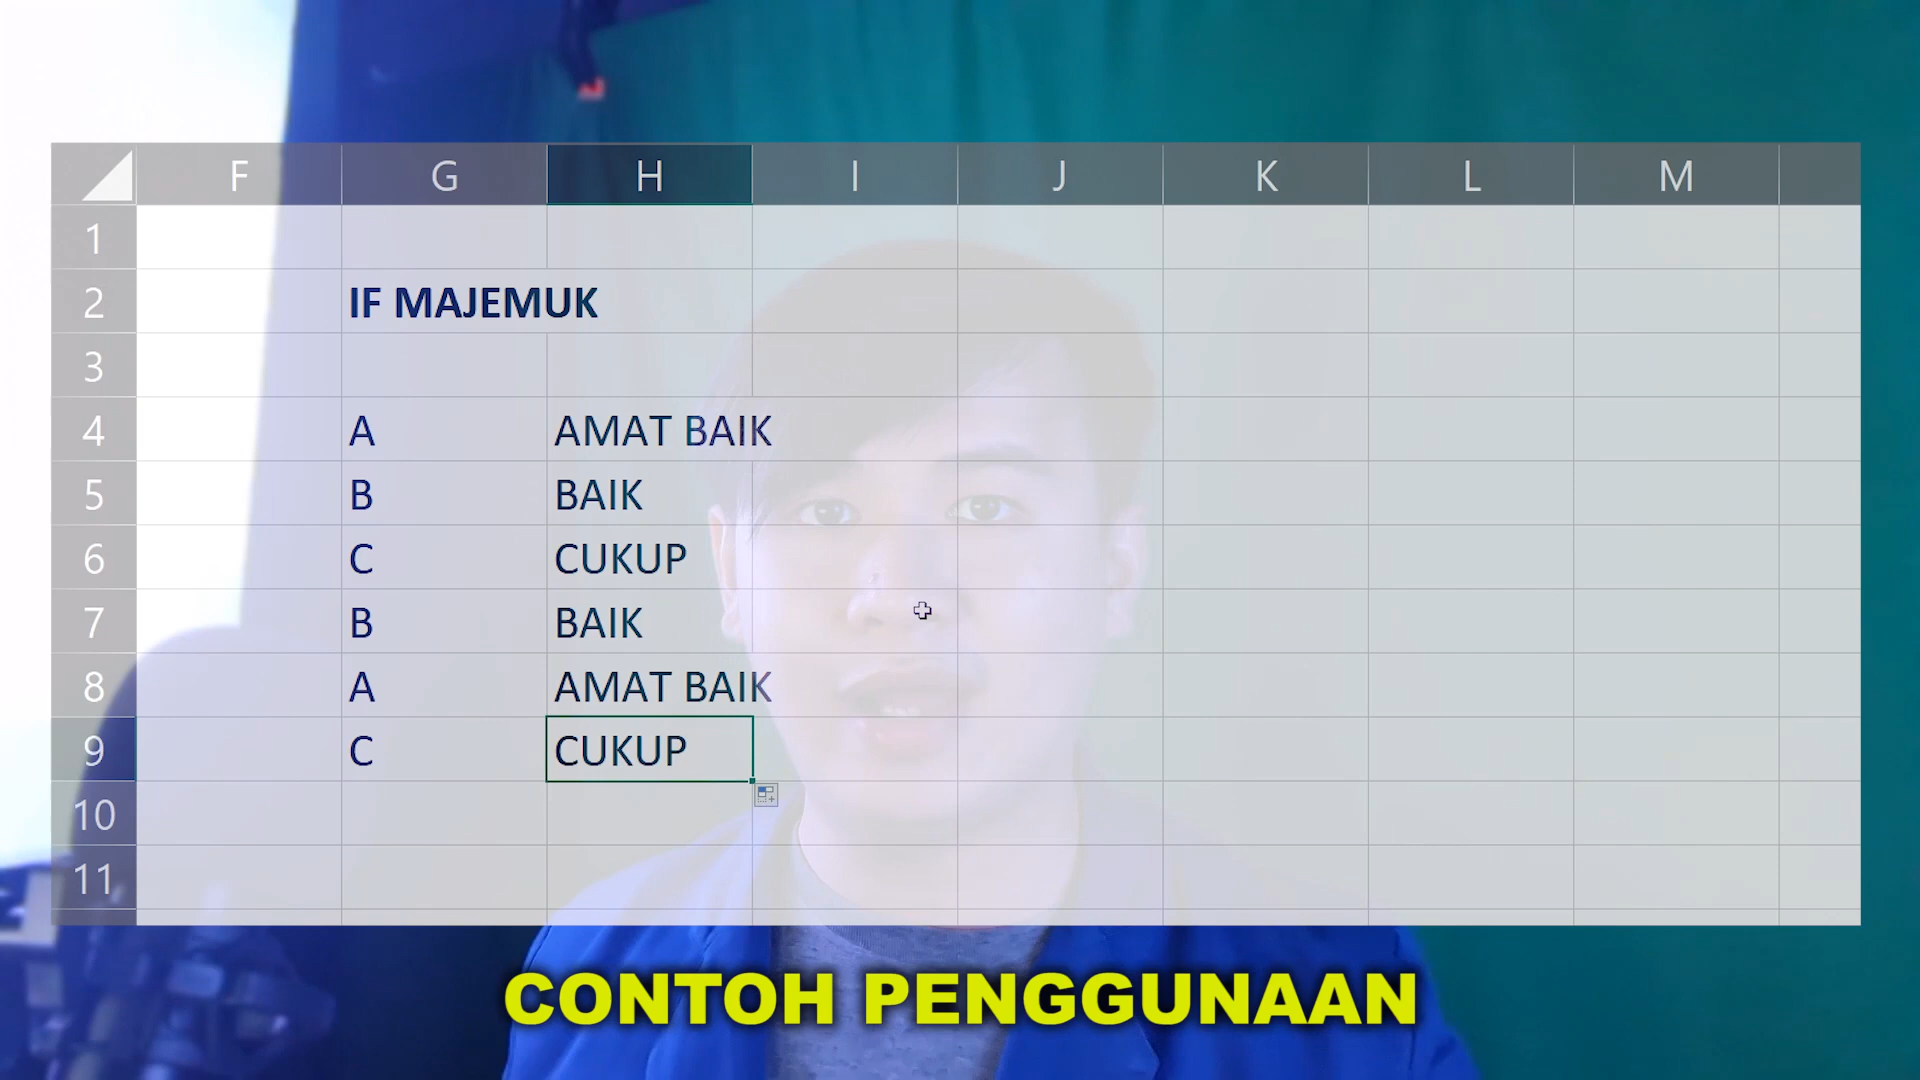 F G H I J K L M
1
2 IF MAJEMUK
3
4 A AMAT BAIK
5 B BAIK
6 C CUKUP
7 B BAIK
8 A AMAT BAIK
9 C CUKUP
10
11
CONTOH PENGGUNAAN